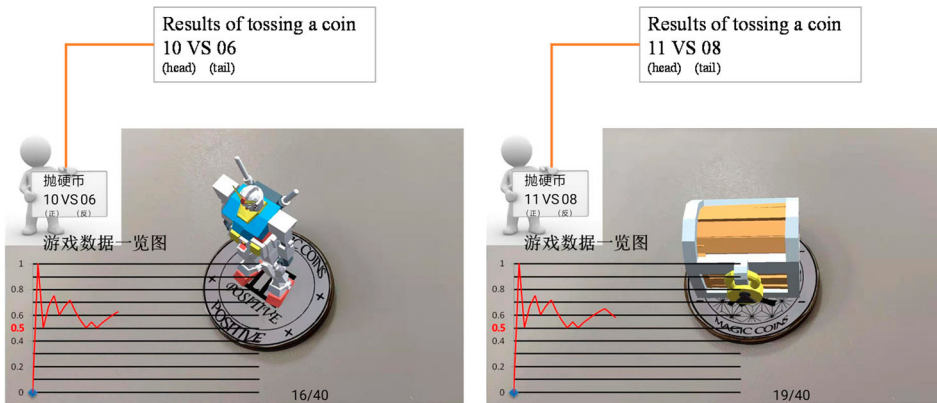 Results of tossing a coin
10 VS 06
(head) (tail)
抛硬币
10 VS 06
(正) (反)
游戏数据一览图
1
0.8
0.6
0.5
0.4
0.2
0
MAGIC COINS
POSITIVE
POSITIVE
16/40
Results of tossing a coin
11 VS 08
(head) (tail)
抛硬币
11 VS 08
(正) (反)
游戏数据一览图
1
0.8
0.6
0.5
0.4
0.2
0
MAGIC COINS
19/40